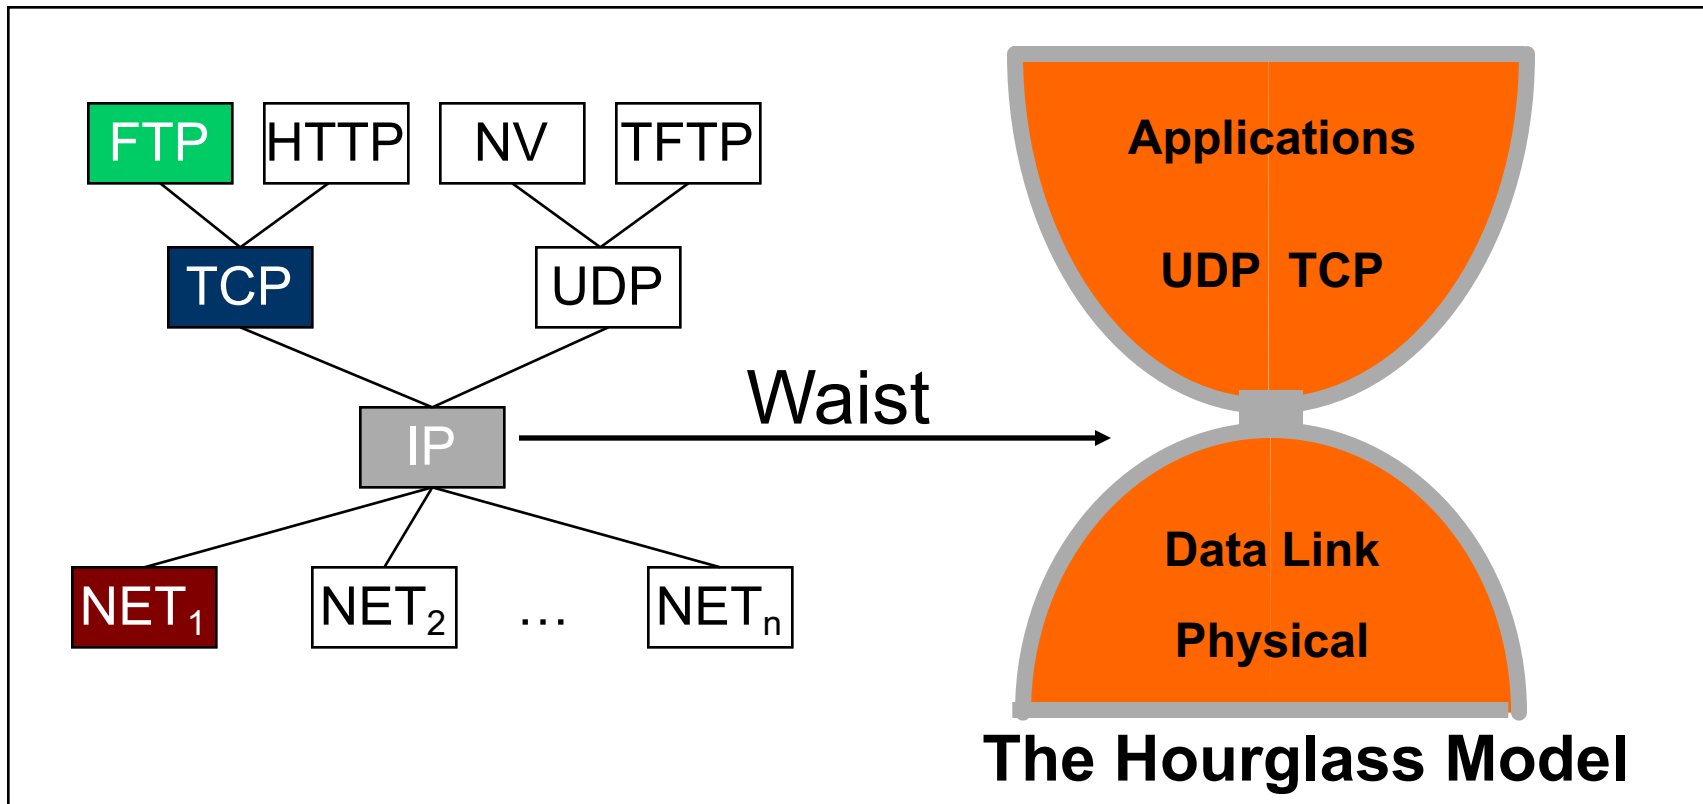 FTP HTTP NV TFTP
TCP UDP
IP
NET1 NET2 ... NETn
Waist
Applications
UDP TCP
Data Link
Physical
The Hourglass Model